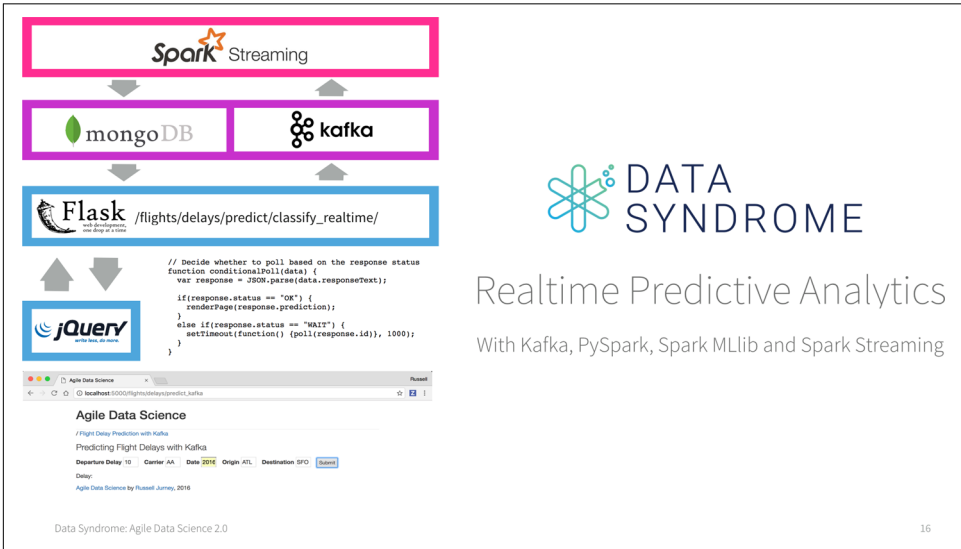 Spark Streaming
mongoDB
kafka
Flask
web development,
one drop at a time
/flights/delays/predict/classify_realtime/
// Decide whether to poll based on the response status
function conditionalPoll(data) {
var response = JSON.parse(data.responseText);
if(response.status == "OK") {
renderPage(response.prediction);
}
else if(response.status == "WAIT") {
setTimeout(function() {poll(response.id)}, 1000);
}
}
jQuery
write less, do more.
Agile Data Science
Russell
localhost:5000/flights/delays/predict_kafka
Z
Agile Data Science
/ Flight Delay Prediction with Kafka
Predicting Flight Delays with Kafka
Departure Delay 10 Carrier AA Date 2016 Origin ATL Destination SFO Submit
Delay:
Agile Data Science by Russell Jurney, 2016
DATA
SYNDROME
Realtime Predictive Analytics
With Kafka, PySpark, Spark MLlib and Spark Streaming
Data Syndrome: Agile Data Science 2.0
16